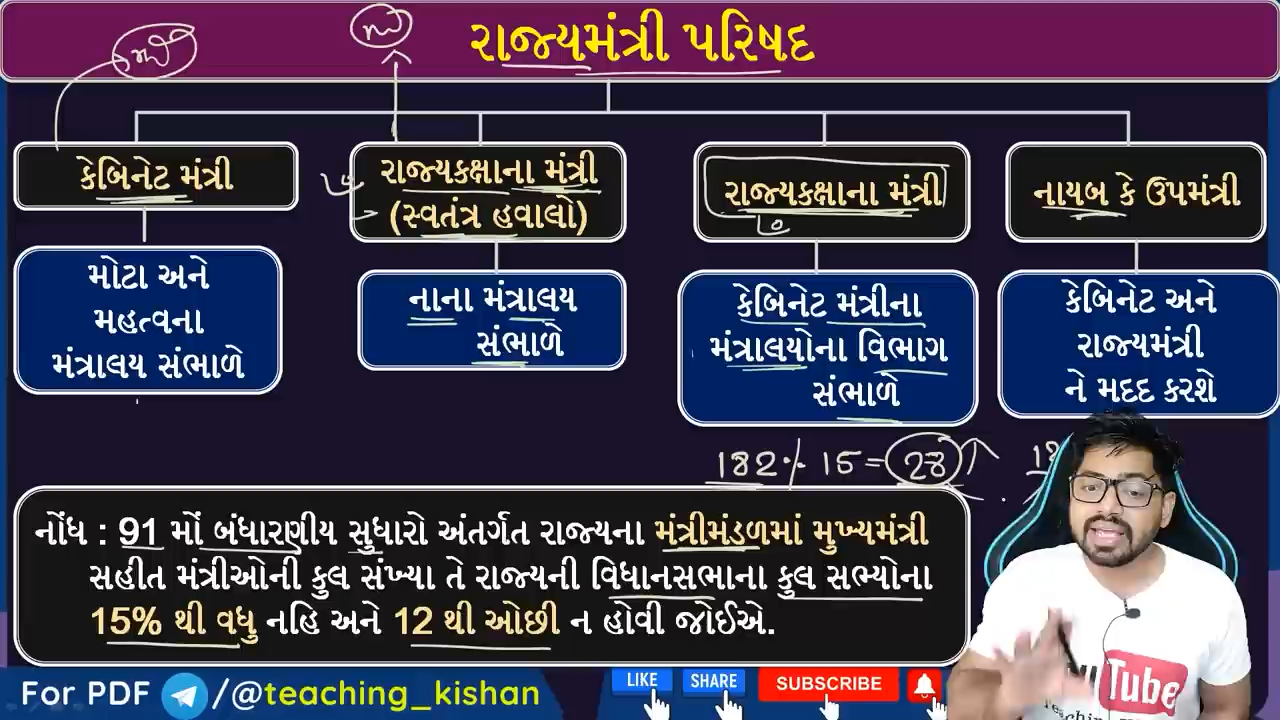 રાજ્યમંત્રી પરિષદ
કેબિનેટ મંત્રી
રાજ્યકક્ષાના મંત્રી
(સ્વતંત્ર હવાલો)
રાજ્યકક્ષાના મંત્રી
નાયબ કે ઉપમંત્રી
મોટા અને
મહત્વના
મંત્રાલય સંભાળે
નાના મંત્રાલય
સંભાળે
કેબિનેટ મંત્રીના
મંત્રાલયોના વિભાગ
સંભાળે
કેબિનેટ અને
રાજ્યમંત્રી
ને મદદ કરશે
182 % 15 = 28
નોંધ : 91 મોં બંધારણીય સુધારો અંતર્ગત રાજ્યના મંત્રીમંડળમાં મુખ્યમંત્રી
સહીત મંત્રીઓની કુલ સંખ્યા તે રાજ્યની વિધાનસભાના કુલ સભ્યોના
15% થી વધુ નહિ અને 12 થી ઓછી ન હોવી જોઈએ.
For PDF /@teaching_kishan
LIKE
SHARE
SUBSCRIBE
Tube